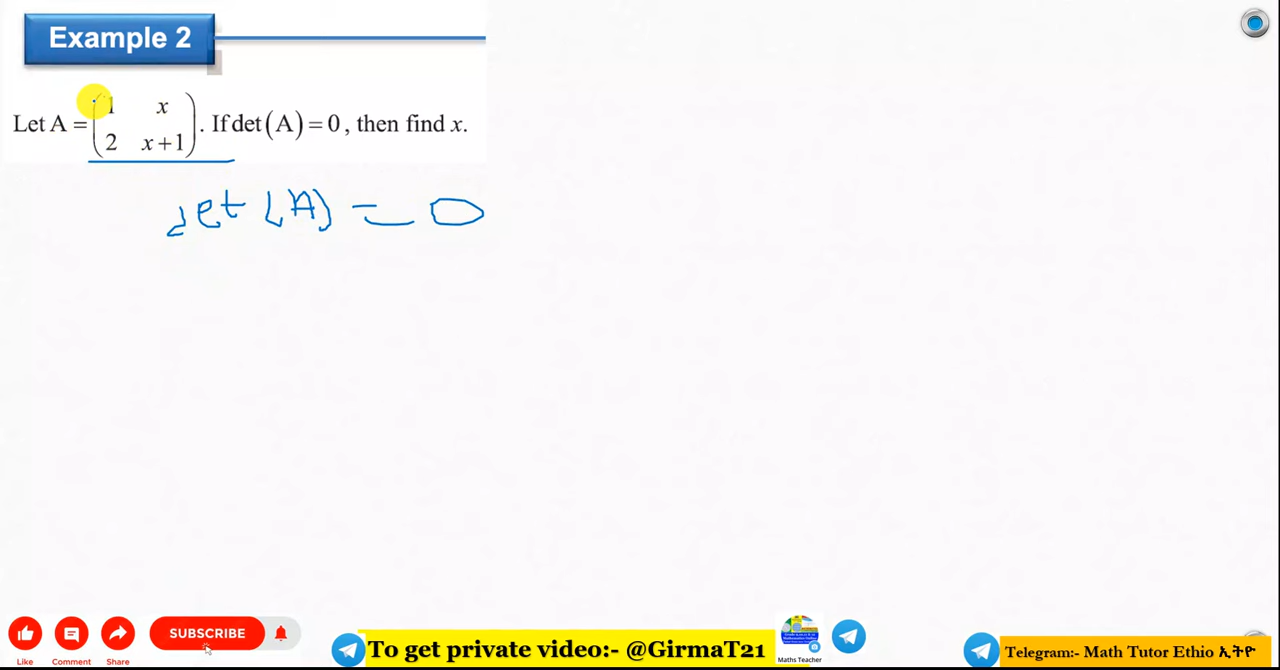 Example 2
Let A = (1 x
2 x+1). If det(A) = 0, then find x.
det (A) = 0
Like
Comment
Share
SUBSCRIBE
To get private video:- @GirmaT21
Maths Teacher
Telegram:- Math Tutor Ethio ኢትዮ